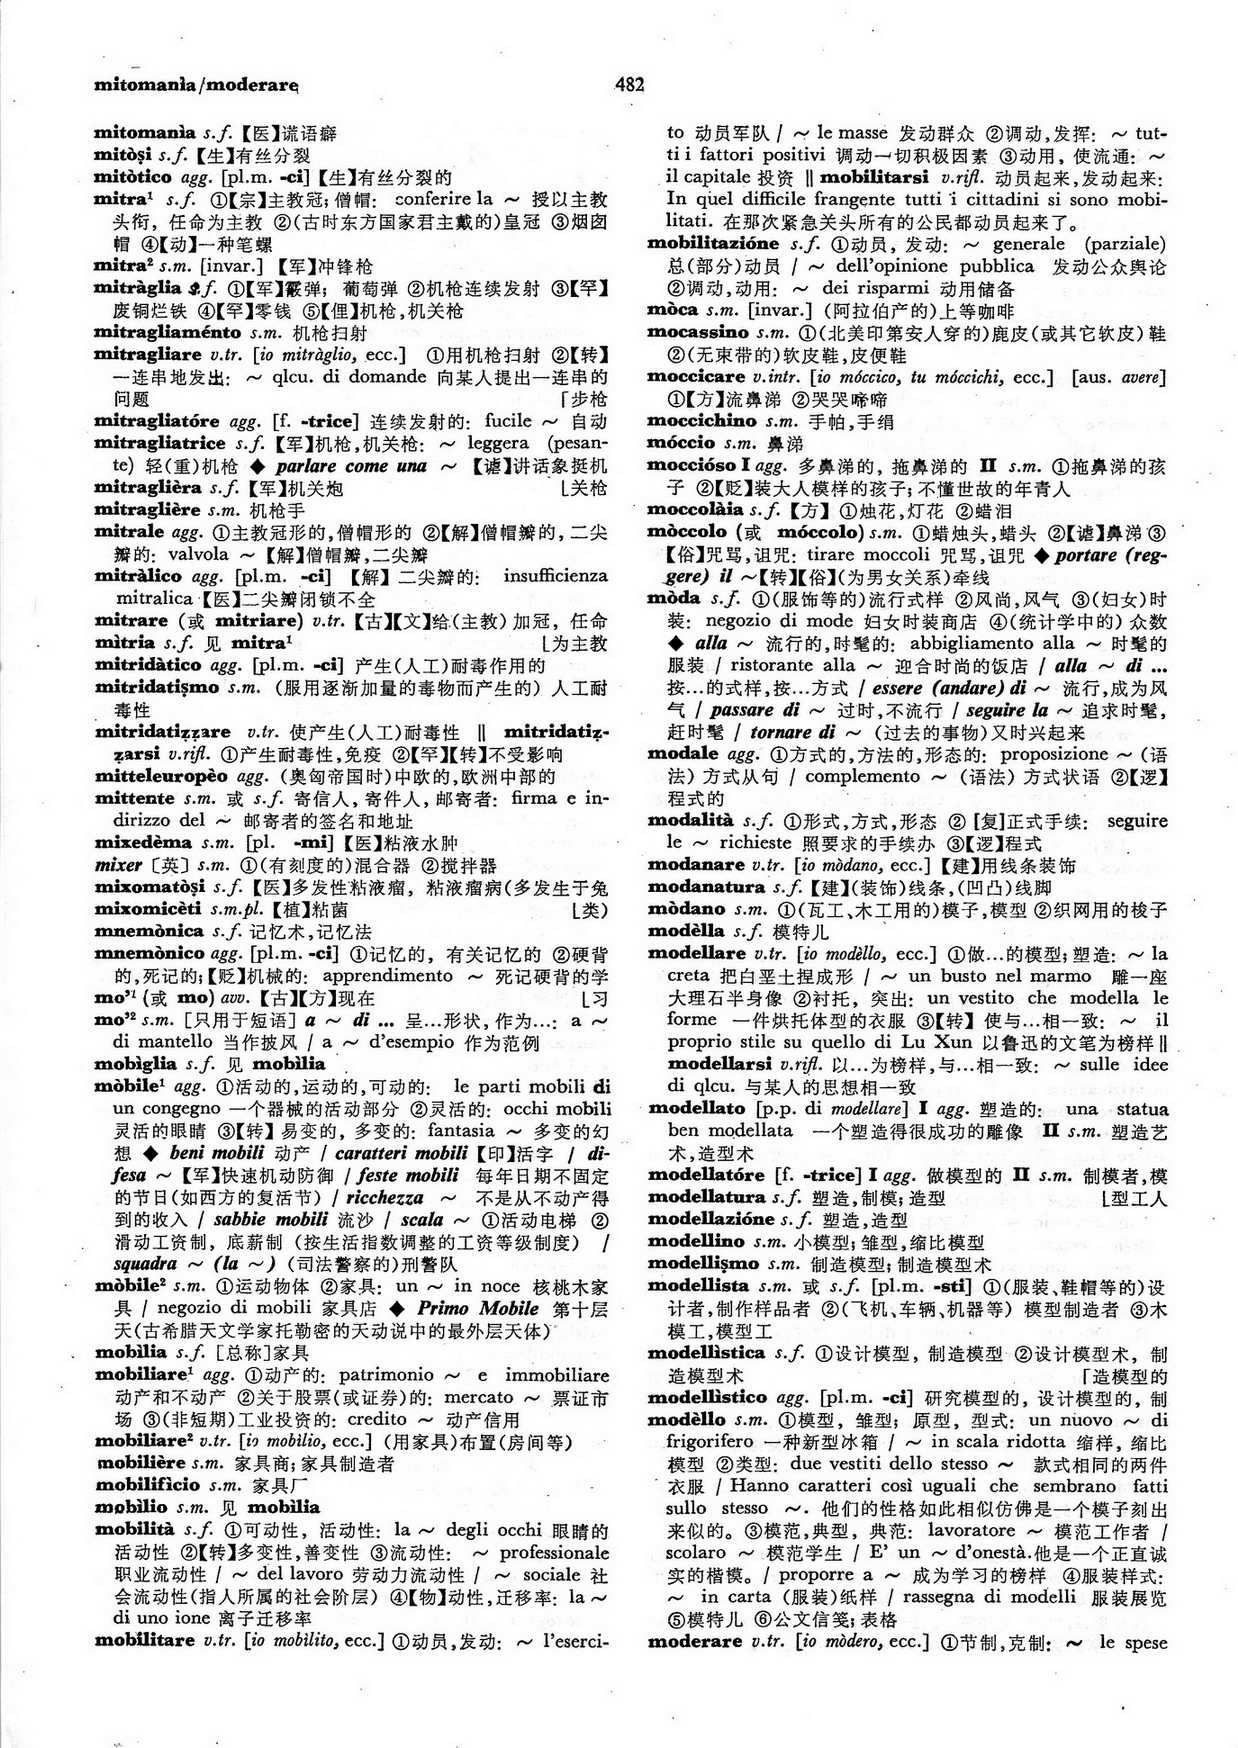 mitomanìa/moderare
482
mitomanìa s.f.【医】谎语癖
mitòṣi s.f.【生】有丝分裂
mitòtico agg. [pl.m. -ci]【生】有丝分裂的
mitra¹ s.f. ①【宗】主教冠; 僧帽: conferire la ~ 授以主教
头衔, 任命为主教 ②(古时东方国家君主戴的)皇冠 ③烟囱
帽 ④【动】一种笔螺
mitra² s.m. [invar.] 【军】冲锋枪
mitràglia s.f. ①【军】霰弹; 葡萄弹 ②机枪连续发射 ③【罕】
废铜烂铁 ④【罕】零钱 ⑤【俚】机枪,机关枪
mitragliaménto s.m. 机枪扫射
mitragliare v.tr. [io mitràglio, ecc.] ①用机枪扫射 ②【转】
一连串地发出: ~ qlcu. di domande 向某人提出一连串的
问题 「步枪
mitragliatóre agg. [f. -trice] 连续发射的: fucile ~ 自动
mitragliatrice s.f.【军】机枪,机关枪: ~ leggera (pesan-
te) 轻(重)机枪 ◆ parlare come una ~ 【谑】讲话象挺机
mitraglièra s.f.【军】机关炮 ⌊关枪
mitraglière s.m. 机枪手
mitrale agg. ①主教冠形的,僧帽形的 ②【解】僧帽瓣的,二尖
瓣的: valvola ~ 【解】僧帽瓣,二尖瓣
mitràlico agg. [pl.m. -ci] 【解】二尖瓣的: insufficienza
mitralica【医】二尖瓣闭锁不全
mitrare (或 mitriare) v.tr.【古】【文】给(主教)加冠, 任命
mìtria s.f. 见 mitra¹ ⌊为主教
mitridàtico agg. [pl.m. -ci] 产生(人工)耐毒作用的
mitridatiṣmo s.m. (服用逐渐加量的毒物而产生的) 人工耐
毒性
mitridatiẓẓare v.tr. 使产生(人工)耐毒性 ‖ mitridatiẓ-
ẓarsi v.rifl. ①产生耐毒性,免疫 ②【罕】【转】不受影响
mitteleuropèo agg. (奥匈帝国时)中欧的,欧洲中部的
mittente s.m. 或 s.f. 寄信人, 寄件人, 邮寄者: firma e in-
dirizzo del ~ 邮寄者的签名和地址
mixedèma s.m. [pl. -mi]【医】粘液水肿
mixer [英] s.m. ①(有刻度的)混合器 ②搅拌器
mixomatòṣi s.f.【医】多发性粘液瘤, 粘液瘤病(多发生于兔
mixomicèti s.m.pl.【植】粘菌 ⌊类)
mnemònica s.f. 记忆术,记忆法
mnemònico agg. [pl.m. -ci] ①记忆的, 有关记忆的 ②硬背
的,死记的;【贬】机械的: apprendimento ~ 死记硬背的学
mo'¹ (或 mo) avv.【古】【方】现在 ⌊习
mo'² s.m. [只用于短语] a ~ di ... 呈...形状, 作为...: a ~
di mantello 当作披风 / a ~ d'esempio 作为范例
mobìglia s.f. 见 mobìlia
mòbile¹ agg. ①活动的,运动的,可动的: le parti mobili di
un congegno 一个器械的活动部分 ②灵活的: occhi mobili
灵活的眼睛 ③【转】易变的, 多变的: fantasia ~ 多变的幻
想 ◆ beni mobili 动产 / caratteri mobili【印】活字 / di-
fesa ~【军】快速机动防御 / feste mobili 每年日期不固定
的节日(如西方的复活节) / ricchezza ~ 不是从不动产得
到的收入 / sabbie mobili 流沙 / scala ~ ①活动电梯 ②
滑动工资制, 底薪制 (按生活指数调整的工资等级制度) /
squadra ~ (la ~) (司法警察的)刑警队
mòbile² s.m. ①运动物体 ②家具: un ~ in noce 核桃木家
具 / negozio di mobili 家具店 ◆ Primo Mobile 第十层
天(古希腊天文学家托勒密的天动说中的最外层天体)
mobìlia s.f. [总称]家具
mobiliare¹ agg. ①动产的: patrimonio ~ e immobiliare
动产和不动产 ②关于股票(或证券)的: mercato ~ 票证市
场 ③(非短期)工业投资的: credito ~ 动产信用
mobiliare² v.tr. [io mobìlio, ecc.] (用家具)布置(房间等)
mobilière s.m. 家具商; 家具制造者
mobilifìcio s.m. 家具厂
mobìlio s.m. 见 mobìlia
mobilità s.f. ①可动性, 活动性: la ~ degli occhi 眼睛的
活动性 ②【转】多变性,善变性 ③流动性: ~ professionale
职业流动性 / ~ del lavoro 劳动力流动性 / ~ sociale 社
会流动性(指人所属的社会阶层) ④【物】动性,迁移率: la ~
di uno ione 离子迁移率
mobilitare v.tr. [io mobìlito, ecc.] ①动员,发动: ~ l'eserci-
to 动员军队 / ~ le masse 发动群众 ②调动,发挥: ~ tut-
ti i fattori positivi 调动一切积极因素 ③动用, 使流通: ~
il capitale 投资 ‖ mobilitarsi v.rifl. 动员起来,发动起来:
In quel difficile frangente tutti i cittadini si sono mobi-
litati. 在那次紧急关头所有的公民都动员起来了。
mobilitazióne s.f. ①动员, 发动: ~ generale (parziale)
总(部分)动员 / ~ dell'opinione pubblica 发动公众舆论
②调动,动用: ~ dei risparmi 动用储备
mòca s.m. [invar.] (阿拉伯产的)上等咖啡
mocassino s.m. ①(北美印第安人穿的)鹿皮(或其它软皮)鞋
②(无束带的)软皮鞋,皮便鞋
moccicare v.intr. [io móccico, tu móccichi, ecc.] [aus. avere]
①【方】流鼻涕 ②哭哭啼啼
moccichino s.m. 手帕,手绢
móccio s.m. 鼻涕
moccióso I agg. 多鼻涕的, 拖鼻涕的 II s.m. ①拖鼻涕的孩
子 ②【贬】装大人模样的孩子; 不懂世故的年青人
moccolàia s.f.【方】①烛花,灯花 ②蜡泪
mòccolo (或 móccolo) s.m. ①蜡烛头,蜡头 ②【谑】鼻涕 ③
【俗】咒骂,诅咒: tirare moccoli 咒骂,诅咒 ◆ portare (reg-
gere) il ~【转】【俗】(为男女关系)牵线
mòda s.f. ①(服饰等的)流行式样 ②风尚,风气 ③(妇女)时
装: negozio di mode 妇女时装商店 ④(统计学中的) 众数
◆ alla ~ 流行的,时髦的: abbigliamento alla ~ 时髦的
服装 / ristorante alla ~ 迎合时尚的饭店 / alla ~ di ...
按...的式样,按...方式 / essere (andare) di ~ 流行,成为风
气 / passare di ~ 过时,不流行 / seguire la ~ 追求时髦,
赶时髦 / tornare di ~ (过去的事物)又时兴起来
modale agg. ①方式的,方法的,形态的: proposizione ~ (语
法) 方式从句 / complemento ~ (语法) 方式状语 ②【逻】
程式的
modalità s.f. ①形式,方式,形态 ② [复]正式手续: seguire
le ~ richieste 照要求的手续办 ③【逻】程式
modanare v.tr. [io mòdano, ecc.]【建】用线条装饰
modanatura s.f.【建】(装饰)线条,(凹凸)线脚
mòdano s.m. ①(瓦工、木工用的)模子,模型 ②织网用的梭子
modèlla s.f. 模特儿
modellare v.tr. [io modèllo, ecc.] ①做...的模型; 塑造: ~ la
creta 把白垩土捏成形 / ~ un busto nel marmo 雕一座
大理石半身像 ②衬托, 突出: un vestito che modella le
forme 一件烘托体型的衣服 ③【转】使与...相一致: ~ il
proprio stile su quello di Lu Xun 以鲁迅的文笔为榜样 ‖
modellarsi v.rifl. 以...为榜样,与...相一致: ~ sulle idee
di qlcu. 与某人的思想相一致
modellato [p.p. di modellare] I agg. 塑造的: una statua
ben modellata 一个塑造得很成功的雕像 II s.m. 塑造艺
术,造型术
modellatóre [f. -trice] I agg. 做模型的 II s.m. 制模者,模
modellatura s.f. 塑造,制模; 造型 ⌊型工人
modellazióne s.f. 塑造,造型
modellino s.m. 小模型; 雏型,缩比模型
modelliṣmo s.m. 制造模型; 制造模型术
modellista s.m. 或 s.f. [pl.m. -sti] ①(服装、鞋帽等的)设
计者,制作样品者 ②(飞机、车辆、机器等) 模型制造者 ③木
模工,模型工
modellìstica s.f. ①设计模型, 制造模型 ②设计模型术, 制
造模型术 「造模型的
modellìstico agg. [pl.m. -ci] 研究模型的, 设计模型的, 制
modèllo s.m. ①模型, 雏型; 原型, 型式: un nuovo ~ di
frigorifero 一种新型冰箱 / ~ in scala ridotta 缩样, 缩比
模型 ②类型: due vestiti dello stesso ~ 款式相同的两件
衣服 / Hanno caratteri così uguali che sembrano fatti
sullo stesso ~. 他们的性格如此相似仿佛是一个模子刻出
来似的。 ③模范,典型, 典范: lavoratore ~ 模范工作者 /
scolaro ~ 模范学生 / E' un ~ d'onestà.他是一个正直诚
实的楷模。/ proporre a ~ 成为学习的榜样 ④服装样式:
~ in carta (服装)纸样 / rassegna di modelli 服装展览
⑤模特儿 ⑥公文信笺; 表格
moderare v.tr. [io mòdero, ecc.] ①节制,克制: ~ le spese